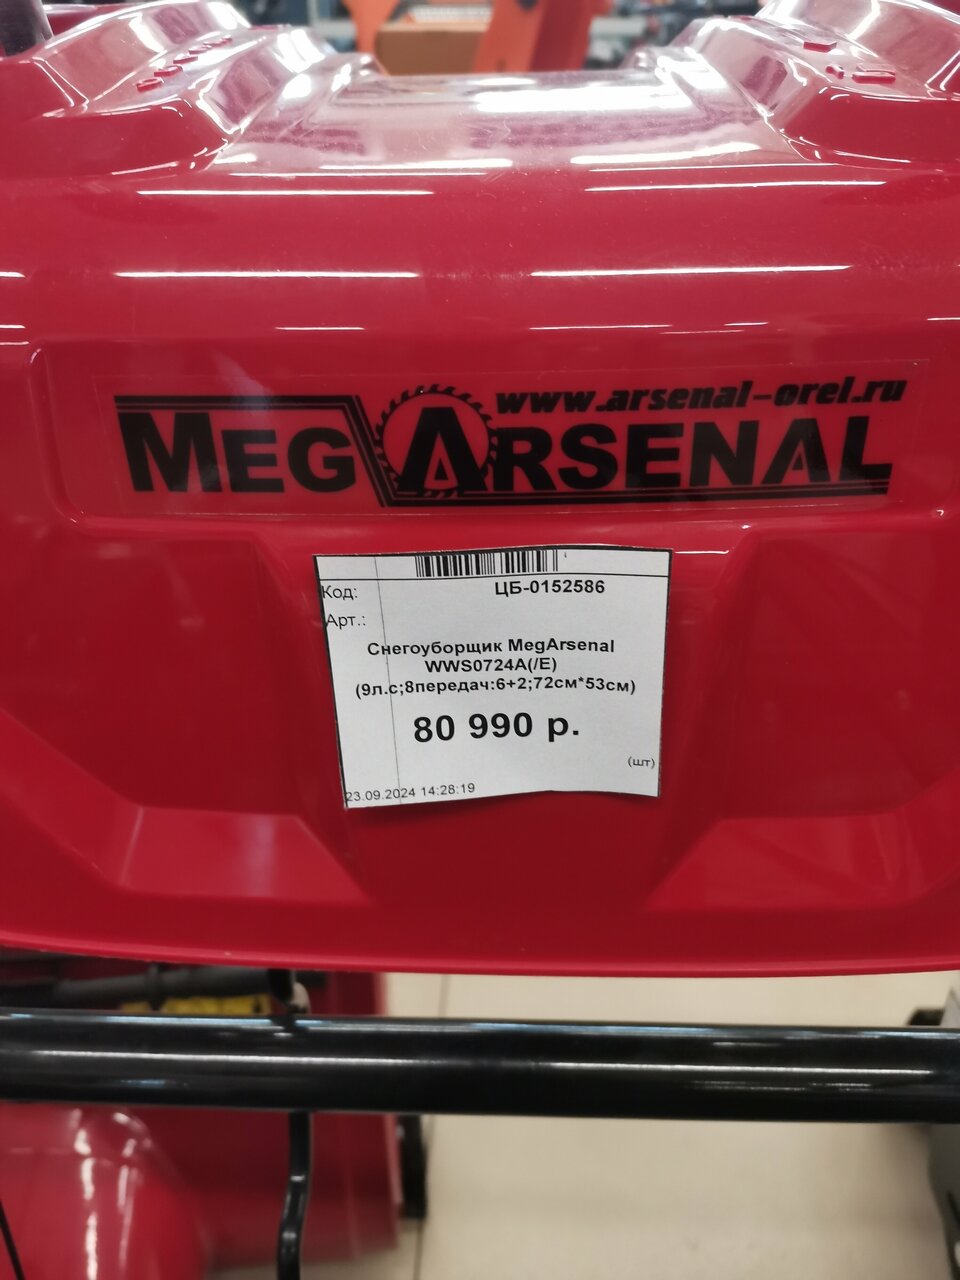 www.arsenal-orel.ru
MEGARSENAL
Код: ЦБ-0152586
Арт.:
Снегоуборщик MegArsenal
WWS0724A(/E)
(9л.с;8передач:6+2;72см*53см)
80 990 р.
(шт)
23.09.2024 14:28:19